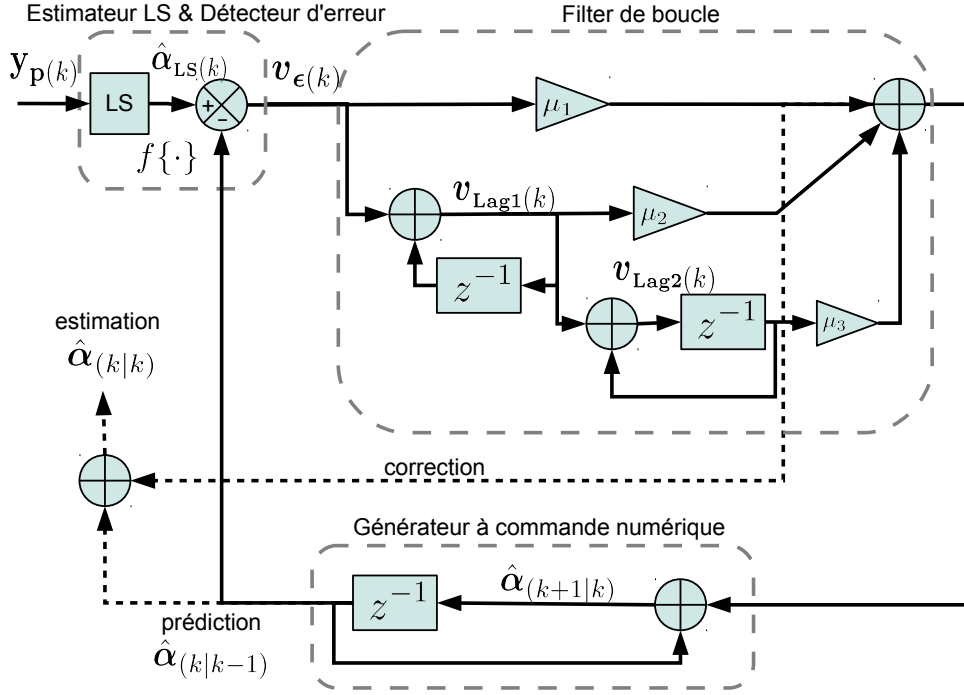 Estimateur LS & Détecteur d'erreur
Filter de boucle
y_p(k)
LS
α̂_LS(k)
+
-
f{·}
v_ϵ(k)
μ₁
v_Lag1(k)
μ₂
z⁻¹
v_Lag2(k)
z⁻¹
μ₃
estimation
α̂_(k|k)
correction
Générateur à commande numérique
z⁻¹
α̂_(k+1|k)
prédiction
α̂_(k|k−1)